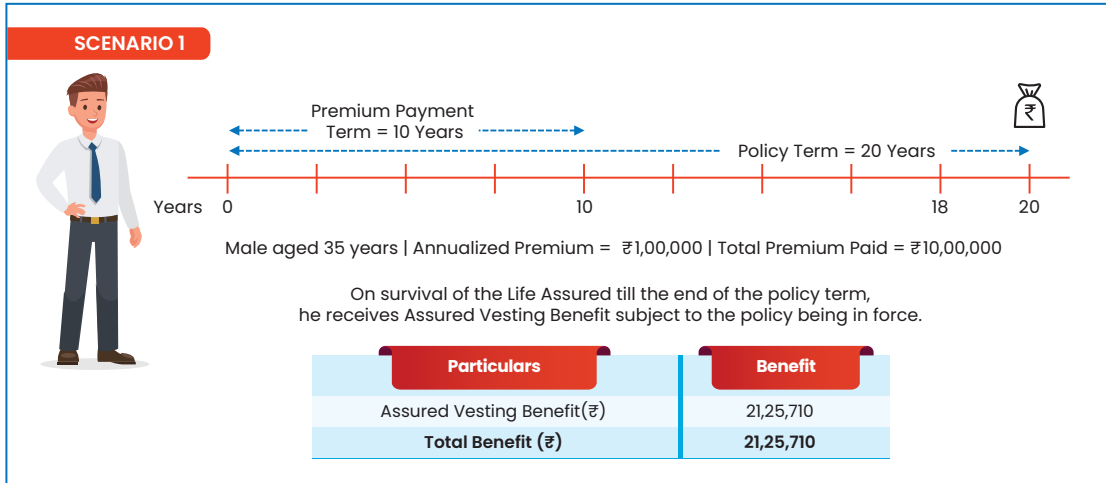 SCENARIO 1
₹
Premium Payment
Term = 10 Years
Policy Term = 20 Years
Years 0 10 18 20
Male aged 35 years | Annualized Premium = ₹1,00,000 | Total Premium Paid = ₹10,00,000
On survival of the Life Assured till the end of the policy term,
he receives Assured Vesting Benefit subject to the policy being in force.
Particulars Benefit
Assured Vesting Benefit(₹) 21,25,710
Total Benefit (₹) 21,25,710